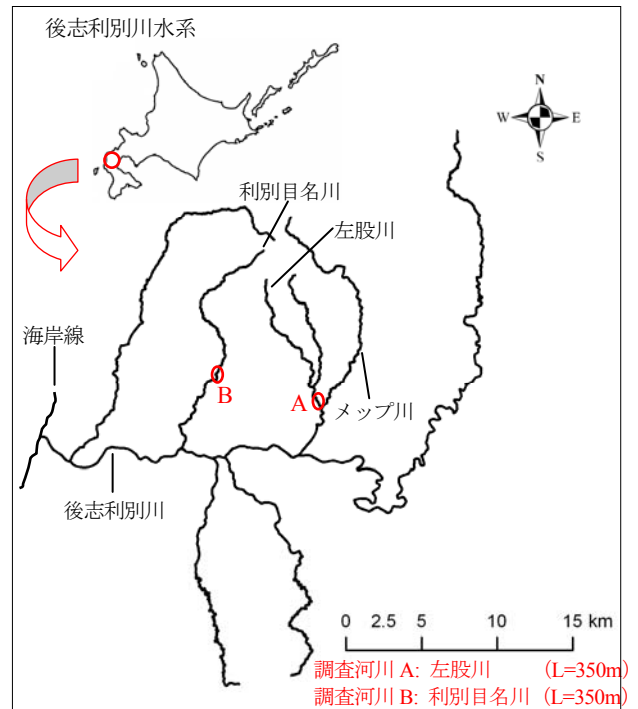 後志利別川水系
N
W
E
S
利別目名川
左股川
海岸線
B
A
メップ川
後志利別川
0 2.5 5 10 15 km
調査河川 A: 左股川 (L=350m)
調査河川 B: 利別目名川 (L=350m)